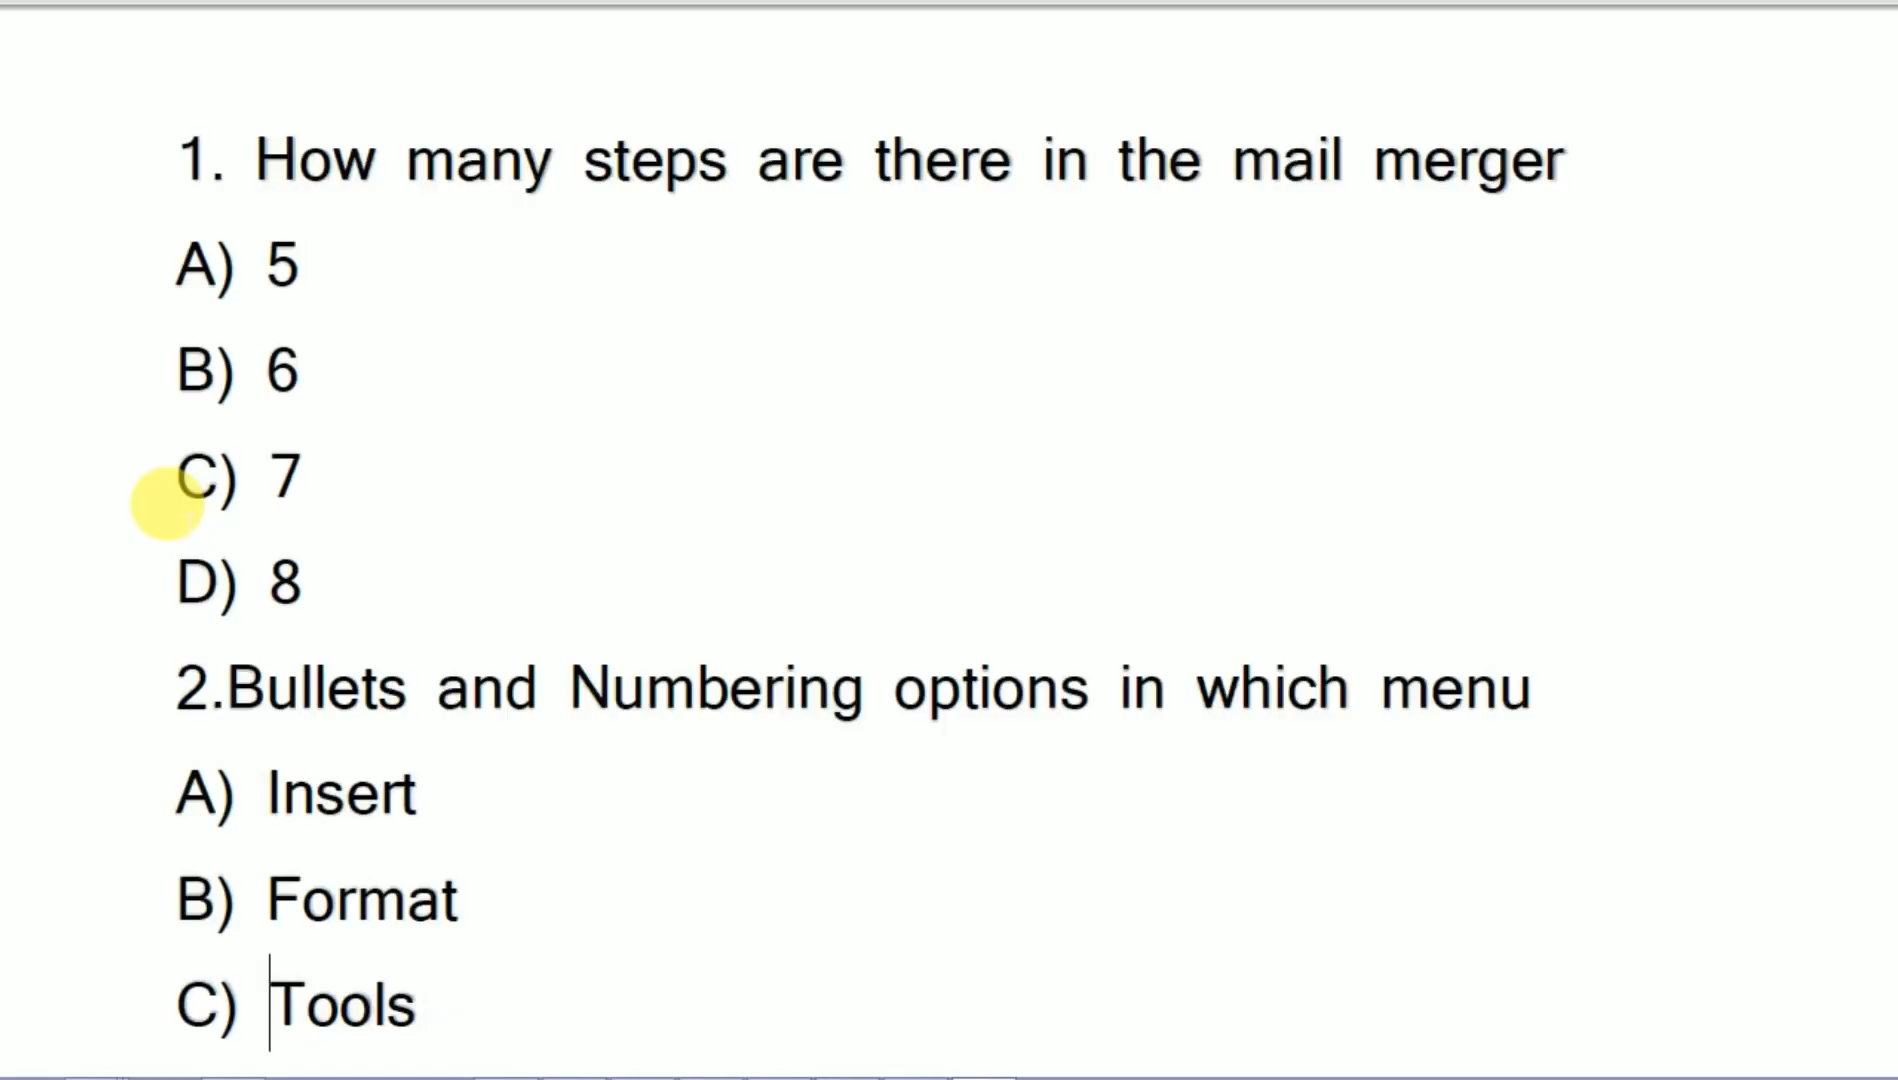 1. How many steps are there in the mail merger
A) 5
B) 6
C) 7
D) 8
2.Bullets and Numbering options in which menu
A) Insert
B) Format
C) Tools